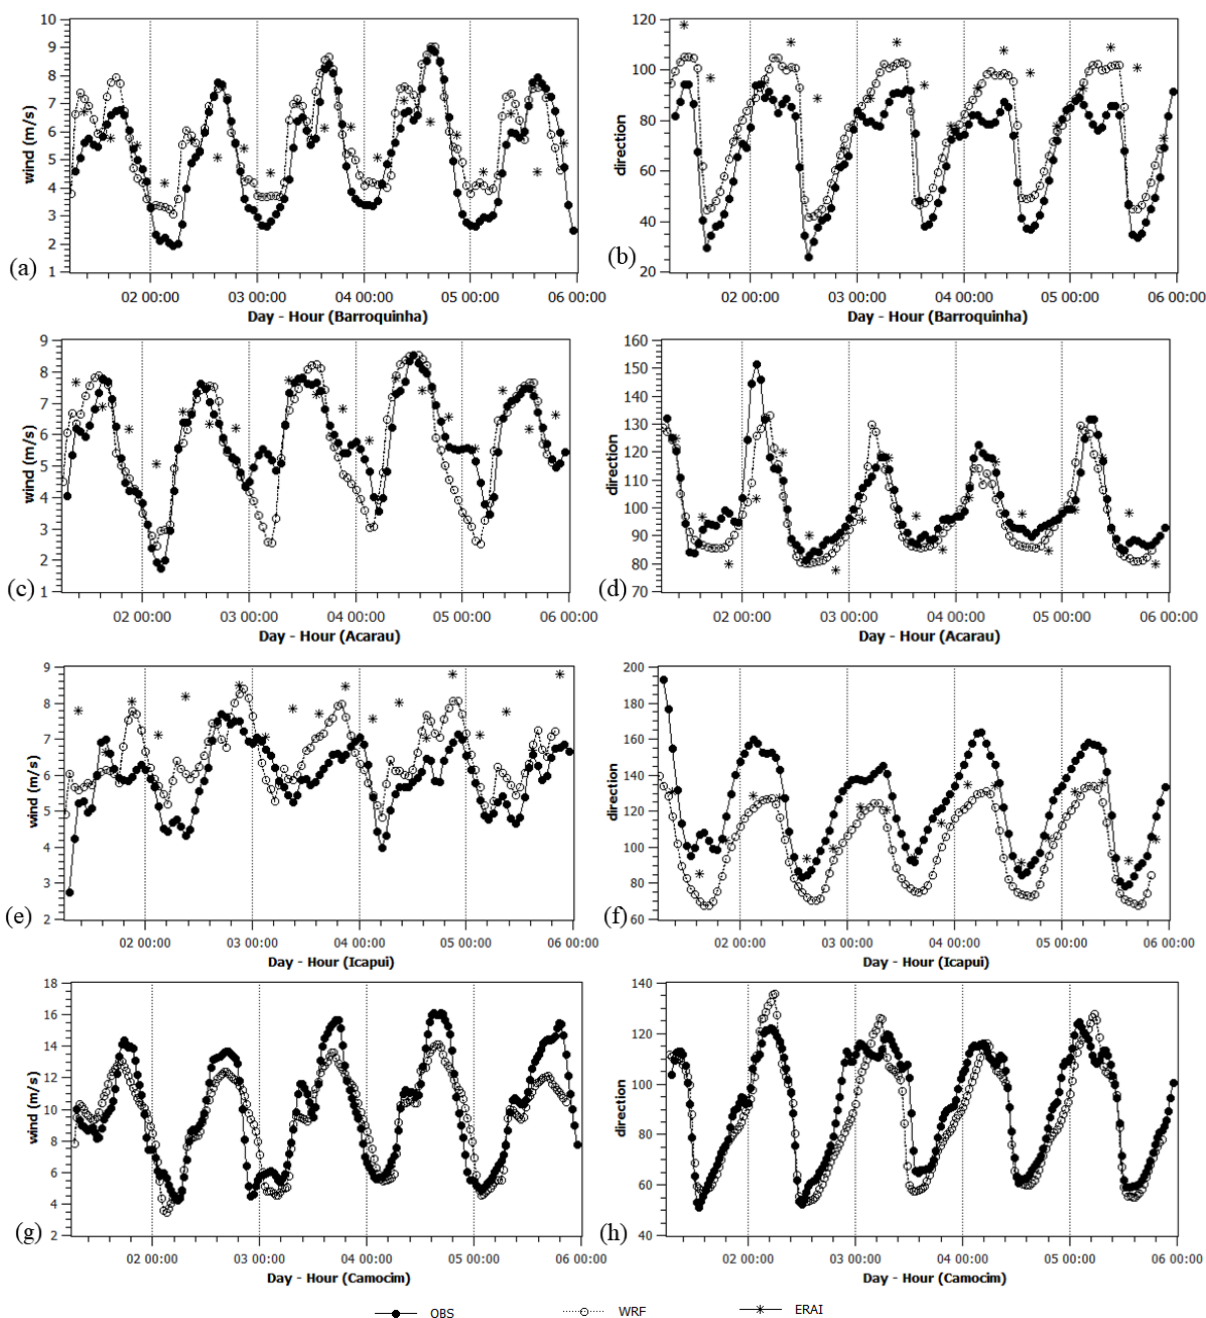 10
9
8
7
6
5
4
3
2
1
wind (m/s)
(a)
02 00:00 03 00:00 04 00:00 05 00:00 06 00:00
Day - Hour (Barroquinha)
120
100
80
60
40
20
direction
(b)
02 00:00 03 00:00 04 00:00 05 00:00 06 00:00
Day - Hour (Barroquinha)
9
8
7
6
5
4
3
2
1
wind (m/s)
(c)
02 00:00 03 00:00 04 00:00 05 00:00 06 00:00
Day - Hour (Acarau)
160
150
140
130
120
110
100
90
80
70
direction
(d)
02 00:00 03 00:00 04 00:00 05 00:00 06 00:00
Day - Hour (Acarau)
9
8
7
6
5
4
3
2
wind (m/s)
(e)
02 00:00 03 00:00 04 00:00 05 00:00 06 00:00
Day - Hour (Icapui)
200
180
160
140
120
100
80
60
direction
(f)
02 00:00 03 00:00 04 00:00 05 00:00 06 00:00
Day - Hour (Icapui)
18
16
14
12
10
8
6
4
2
wind (m/s)
(g)
02 00:00 03 00:00 04 00:00 05 00:00 06 00:00
Day - Hour (Camocim)
140
120
100
80
60
40
direction
(h)
02 00:00 03 00:00 04 00:00 05 00:00 06 00:00
Day - Hour (Camocim)
OBS WRF ERAI